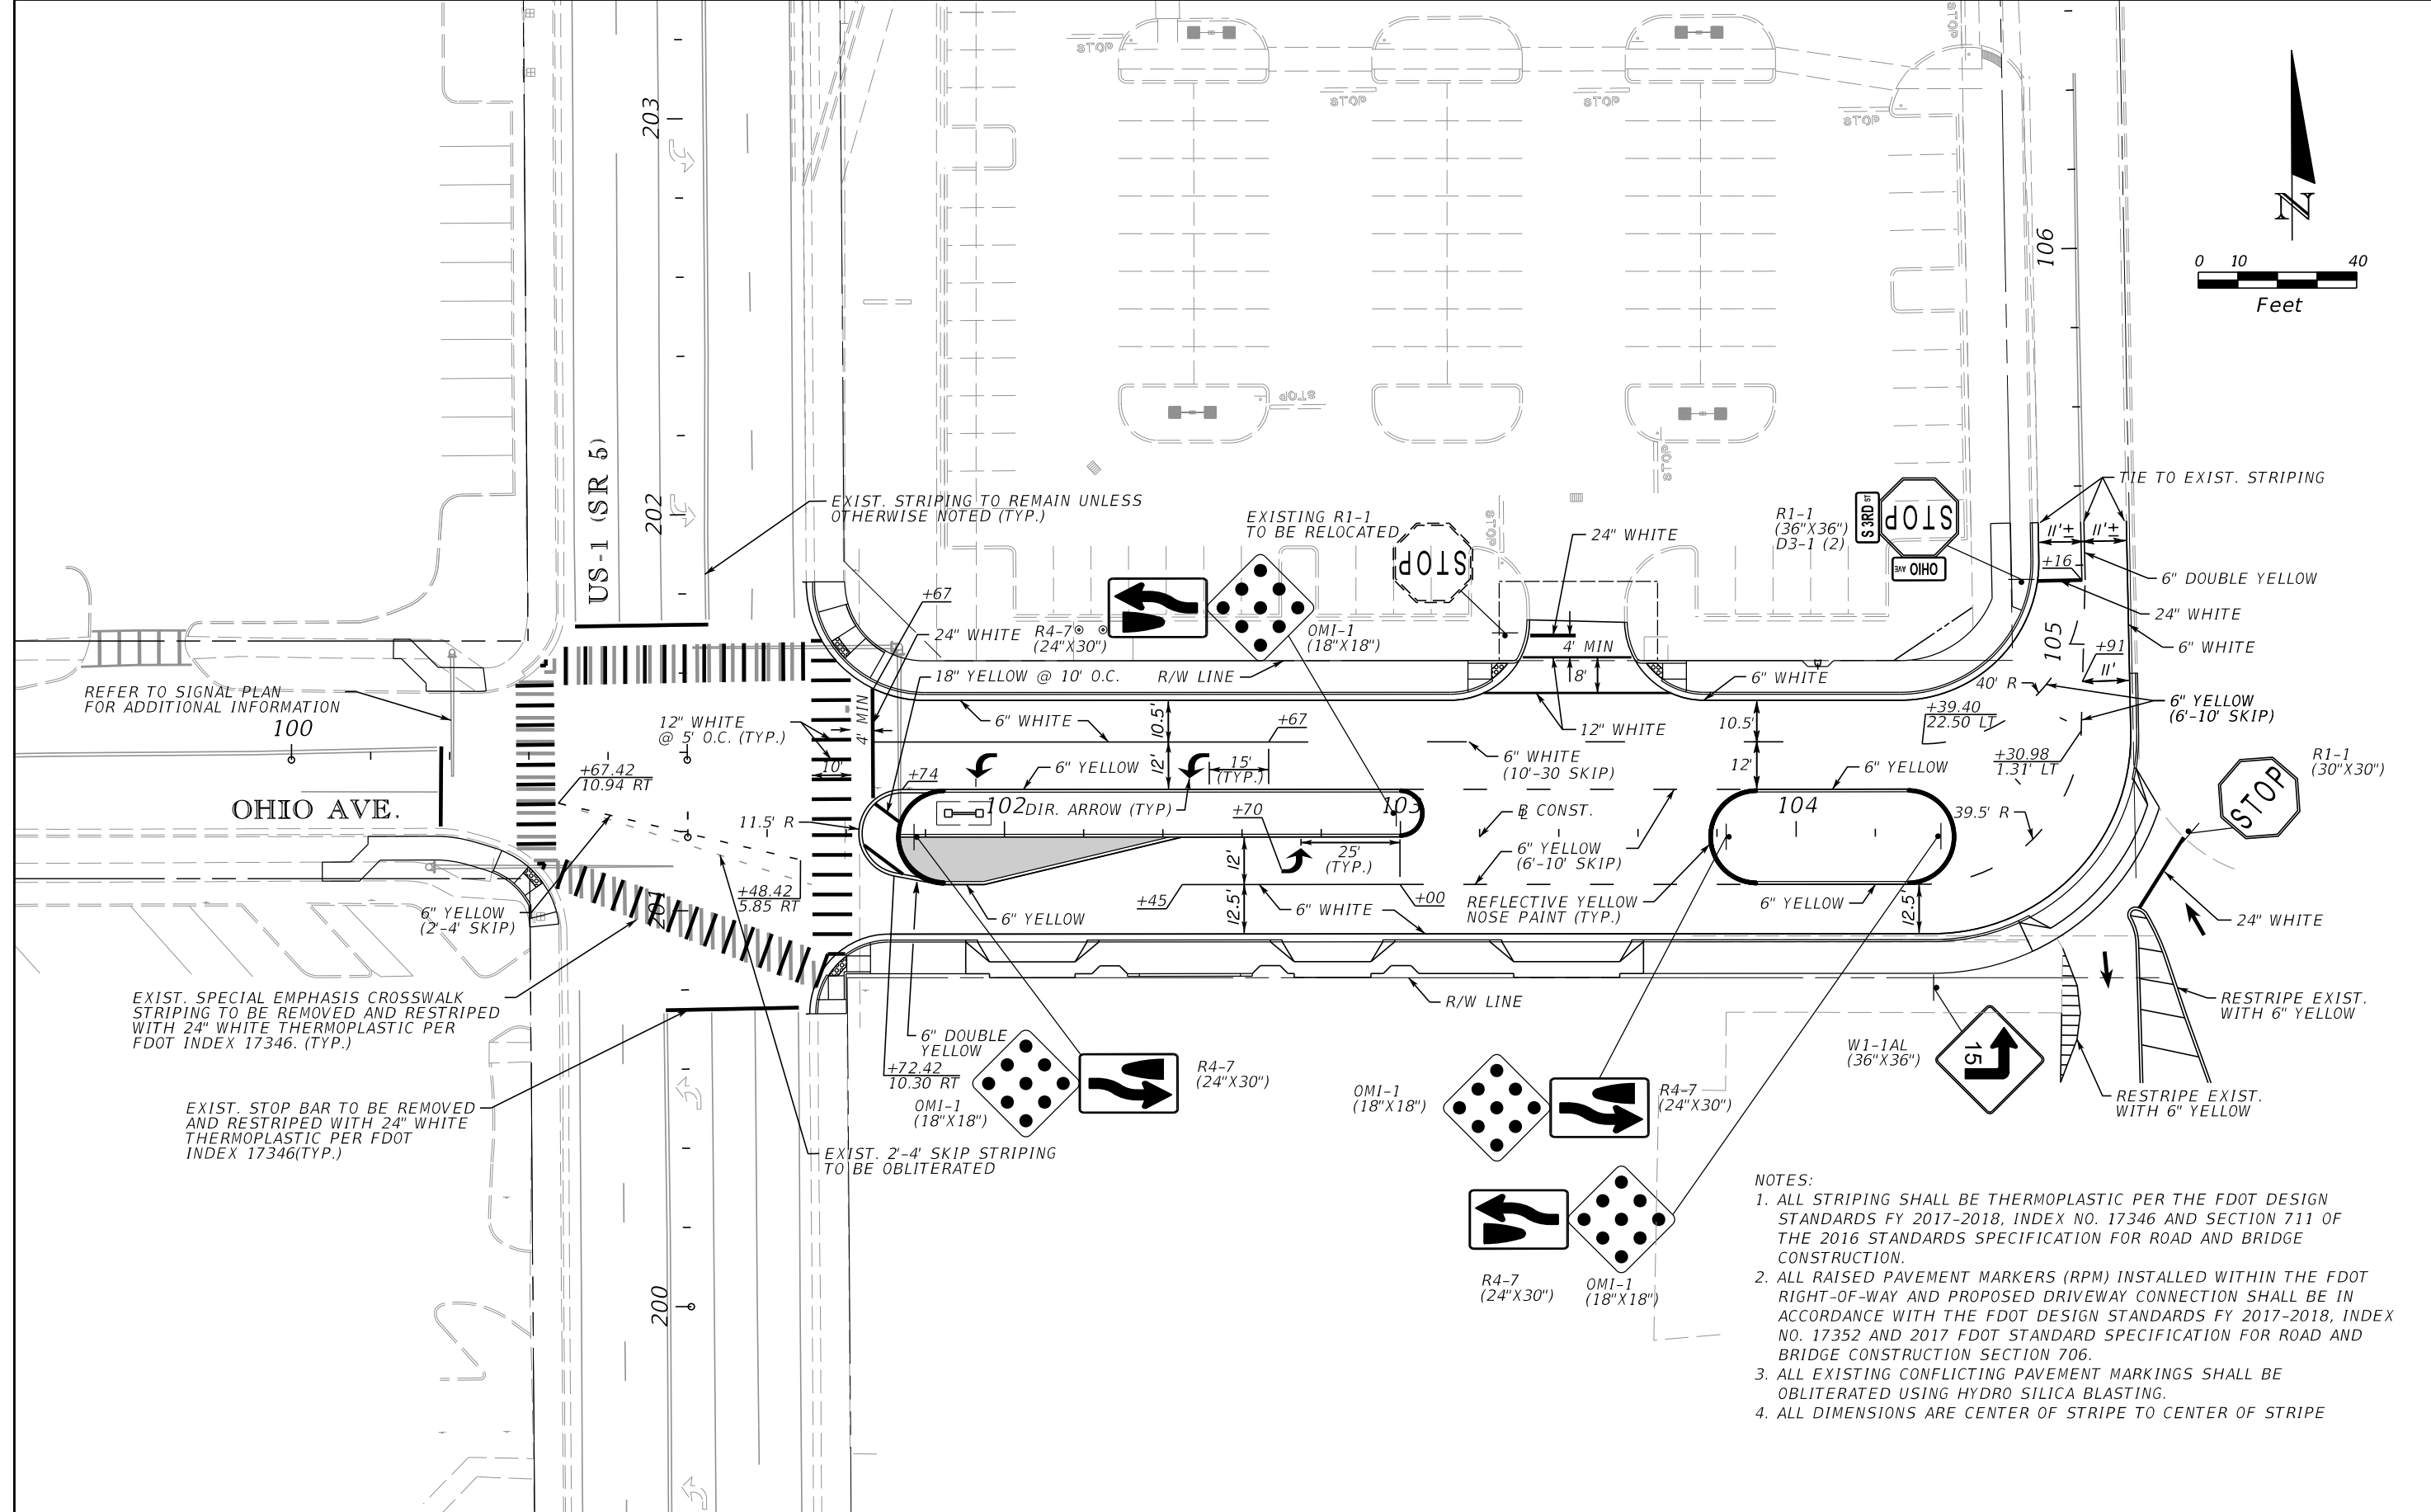 STOP
STOP
STOP
STOP
STOP
203
106
N
0 10 40
Feet
STOP
STOP
US-1 (SR 5)
202
EXIST. STRIPING TO REMAIN UNLESS
OTHERWISE NOTED (TYP.)
EXISTING R1-1
TO BE RELOCATED
STOP
STOP
24" WHITE
R1-1
(36"X36")
D3-1 (2)
S 3RD ST
STOP
OHIO AVE
TIE TO EXIST. STRIPING
11'±
11'±
+16
6" DOUBLE YELLOW
24" WHITE
6" WHITE
105
+91
11'
40' R
6" YELLOW
(6'-10' SKIP)
+67
24" WHITE
R4-7
(24"X30")
OM1-1
(18"X18")
4' MIN
8'
18" YELLOW @ 10' O.C.
R/W LINE
6" WHITE
REFER TO SIGNAL PLAN
FOR ADDITIONAL INFORMATION
100
12" WHITE
@ 5' O.C. (TYP.)
4' MIN
6" WHITE
10.5'
+67
12" WHITE
10.5'
+39.40
22.50 LT
+30.98
1.31' LT
R1-1
(30"X30")
STOP
+67.42
10.94 RT
10'
+74
6" YELLOW
12'
15'
(TYP.)
6" WHITE
(10'-30 SKIP)
12'
6" YELLOW
OHIO AVE.
11.5' R
102
DIR. ARROW (TYP)
+70
103
BL CONST.
104
39.5' R
25'
(TYP.)
12'
6" YELLOW
(6'-10' SKIP)
+48.42
5.85 RT
201
6" YELLOW
(2'-4' SKIP)
6" YELLOW
+45
12.5'
6" WHITE
+00
REFLECTIVE YELLOW
NOSE PAINT (TYP.)
6" YELLOW
12.5'
24" WHITE
EXIST. SPECIAL EMPHASIS CROSSWALK
STRIPING TO BE REMOVED AND RESTRIPED
WITH 24" WHITE THERMOPLASTIC PER
FDOT INDEX 17346. (TYP.)
R/W LINE
RESTRIPE EXIST.
WITH 6" YELLOW
6" DOUBLE
YELLOW
+72.42
10.30 RT
OM1-1
(18"X18")
R4-7
(24"X30")
OM1-1
(18"X18")
R4-7
(24"X30")
W1-1AL
(36"X36")
15
RESTRIPE EXIST.
WITH 6" YELLOW
EXIST. STOP BAR TO BE REMOVED
AND RESTRIPED WITH 24" WHITE
THERMOPLASTIC PER FDOT
INDEX 17346(TYP.)
EXIST. 2'-4' SKIP STRIPING
TO BE OBLITERATED
200
R4-7
(24"X30")
OM1-1
(18"X18")
NOTES:
1. ALL STRIPING SHALL BE THERMOPLASTIC PER THE FDOT DESIGN
STANDARDS FY 2017-2018, INDEX NO. 17346 AND SECTION 711 OF
THE 2016 STANDARDS SPECIFICATION FOR ROAD AND BRIDGE
CONSTRUCTION.
2. ALL RAISED PAVEMENT MARKERS (RPM) INSTALLED WITHIN THE FDOT
RIGHT-OF-WAY AND PROPOSED DRIVEWAY CONNECTION SHALL BE IN
ACCORDANCE WITH THE FDOT DESIGN STANDARDS FY 2017-2018, INDEX
NO. 17352 AND 2017 FDOT STANDARD SPECIFICATION FOR ROAD AND
BRIDGE CONSTRUCTION SECTION 706.
3. ALL EXISTING CONFLICTING PAVEMENT MARKINGS SHALL BE
OBLITERATED USING HYDRO SILICA BLASTING.
4. ALL DIMENSIONS ARE CENTER OF STRIPE TO CENTER OF STRIPE